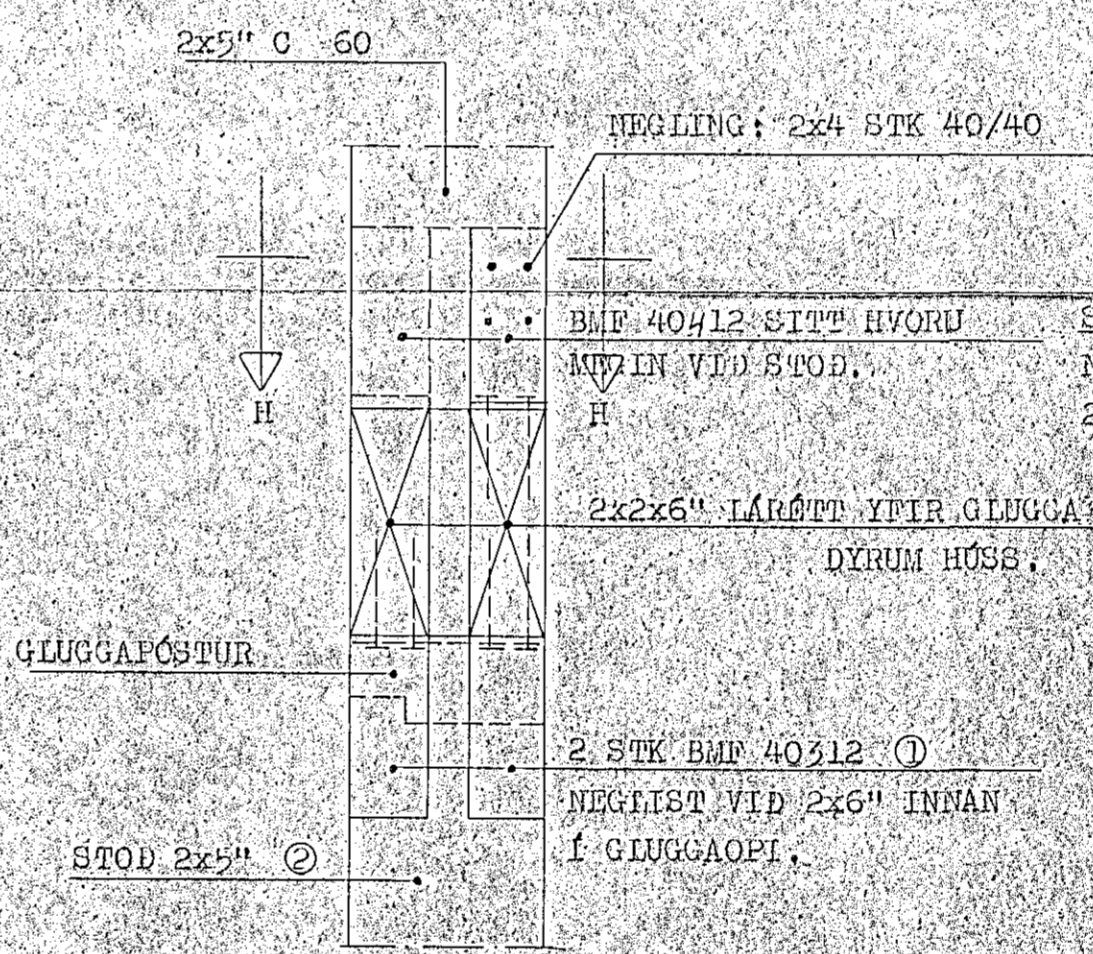 2x5" C 60
NEGLING: 2x4 STK 40/40
BMF 40412 SITT HVORU
MEGIN VIÐ STOÐ.
S
N
2
H
H
2x2x6" LÁRÉTT YFIR GLUGGA
DYRUM HÚSS.
GLUGGAPÓSTUR
2 STK BMF 40312 ①
NEGLIST VIÐ 2x6" INNAN
Í GLUGGAOPI.
STOÐ 2x5" ②